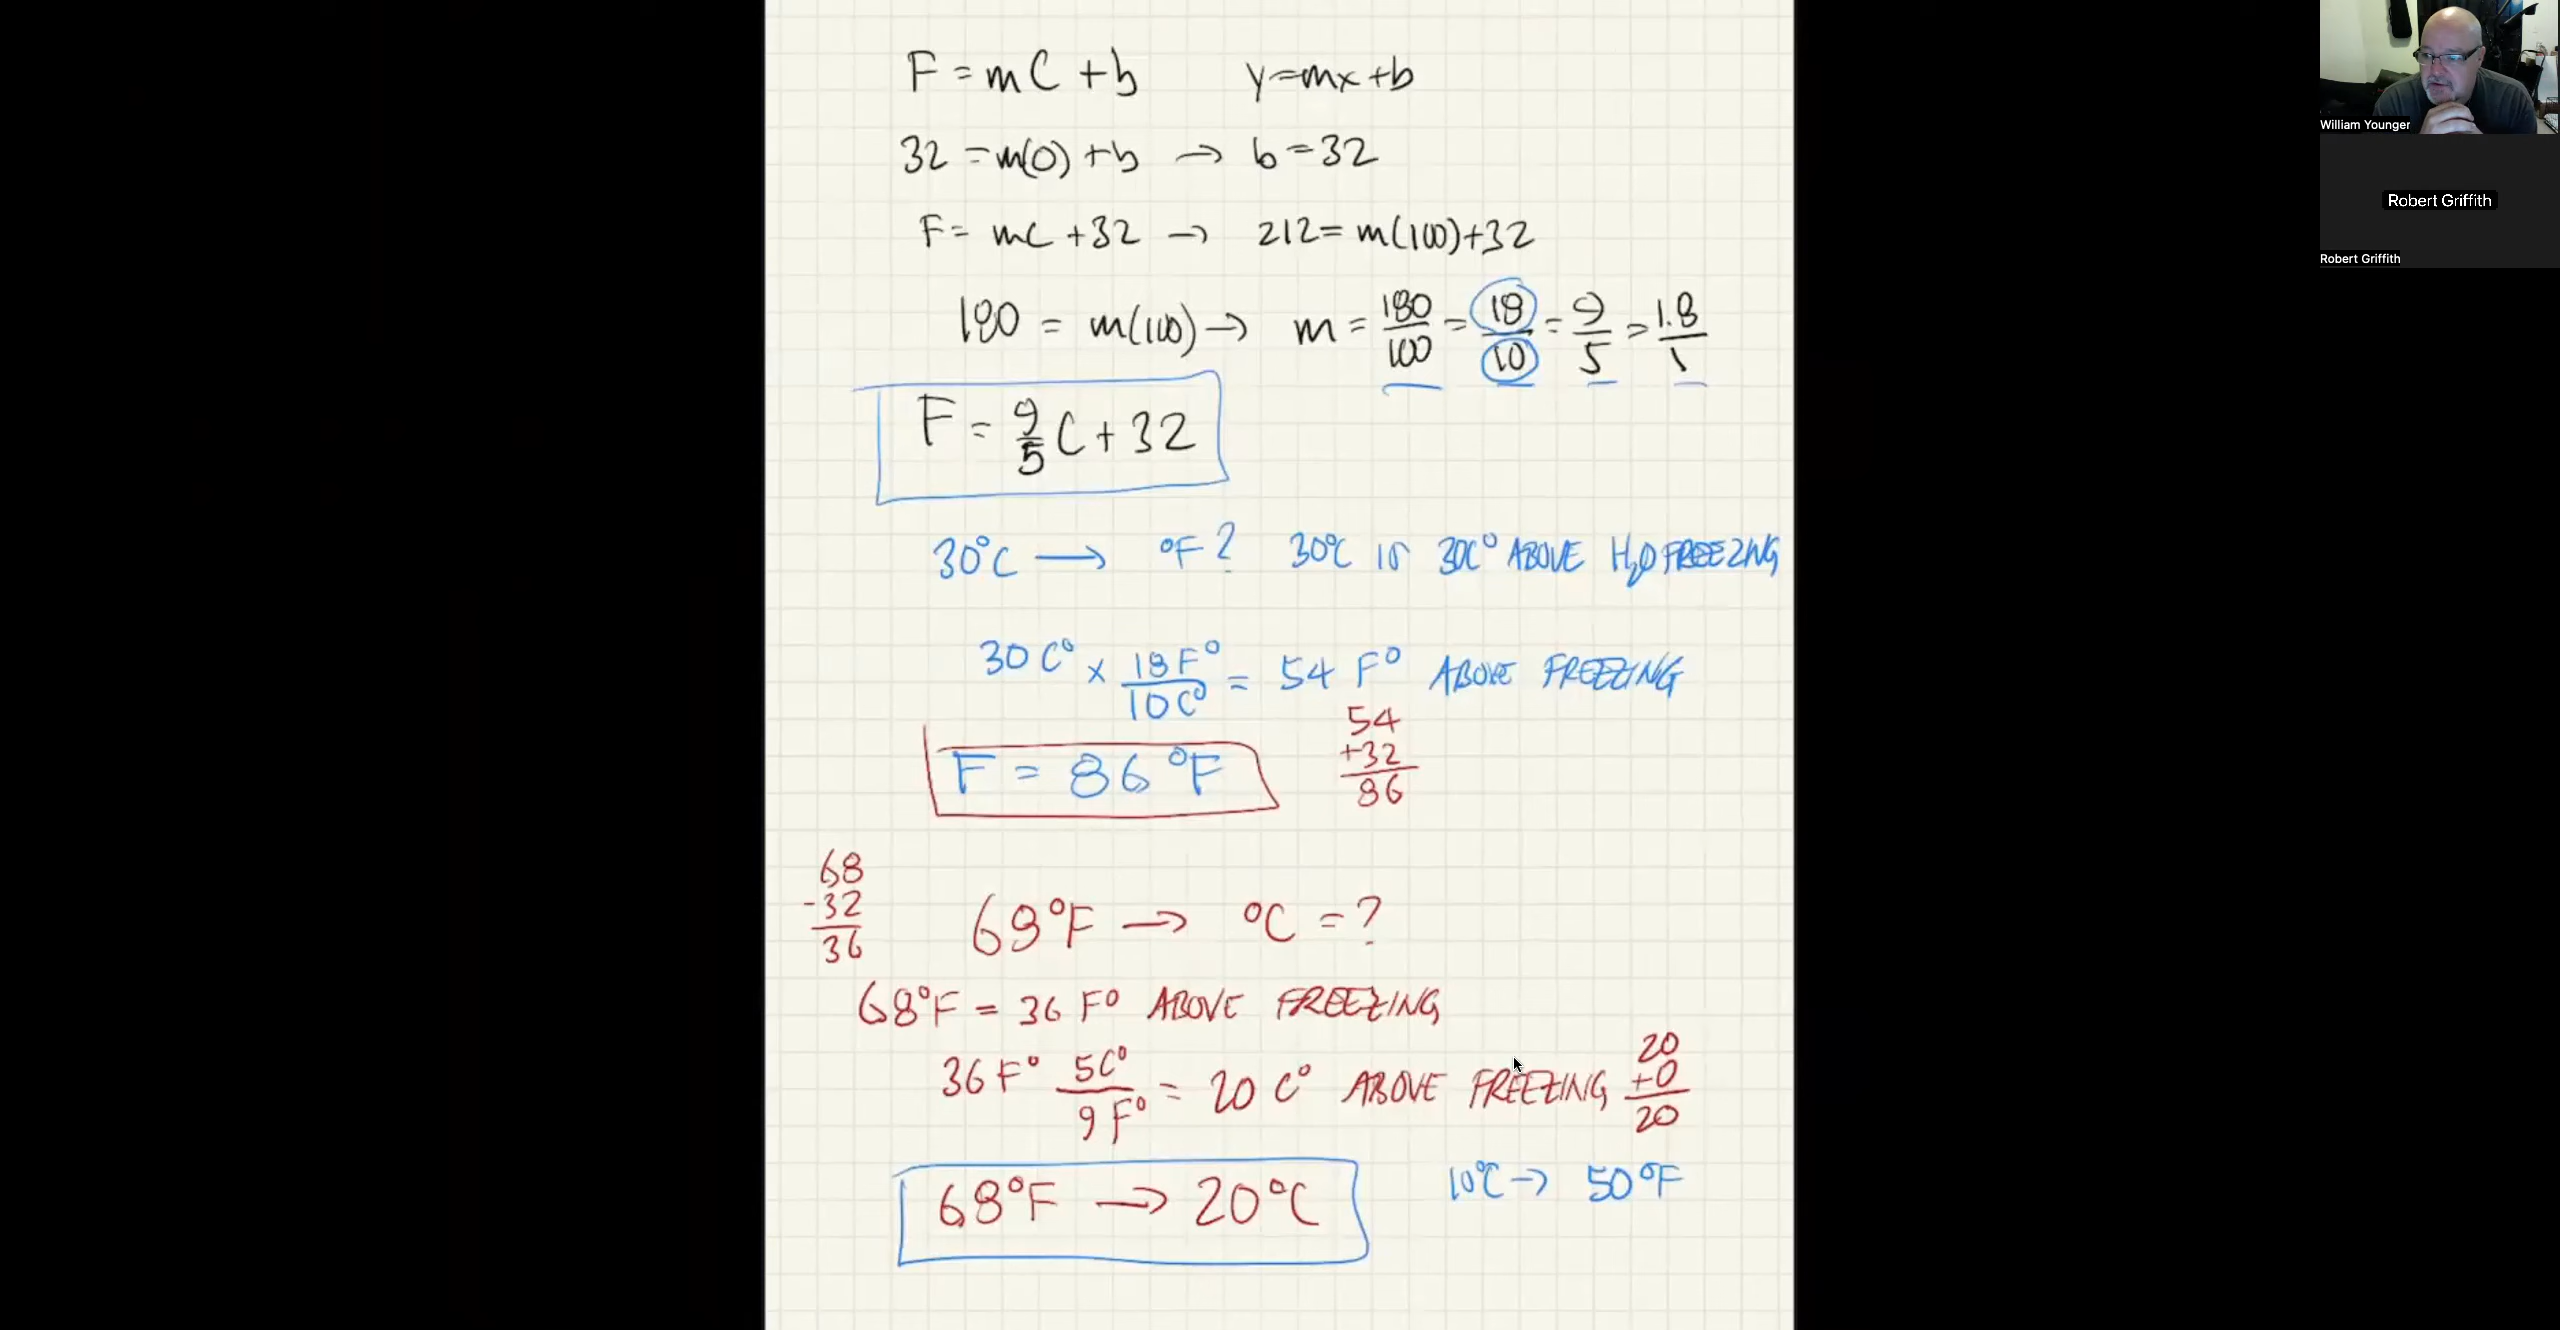 F = mC + b y=mx+b
32 = m(0) + b → b = 32
F = mC + 32 → 212 = m(100)+32
180 = m(100) → m = 180/100 = 18/10 = 9/5 = 1.8/1
F = 9/5 C + 32
30°C → °F? 30°C is 30C° ABOVE H₂O FREEZING
30 C° x 18 F°/10 C° = 54 F° ABOVE FREEZING
54
+32
86
F = 86 °F
68
-32
36
68°F → °C = ?
68°F = 36 F° ABOVE FREEZING
36 F° 5C°/9 F° = 20 C° ABOVE FREEZING
20
+0
20
68°F → 20°C
10°C → 50°F
William Younger
Robert Griffith
Robert Griffith